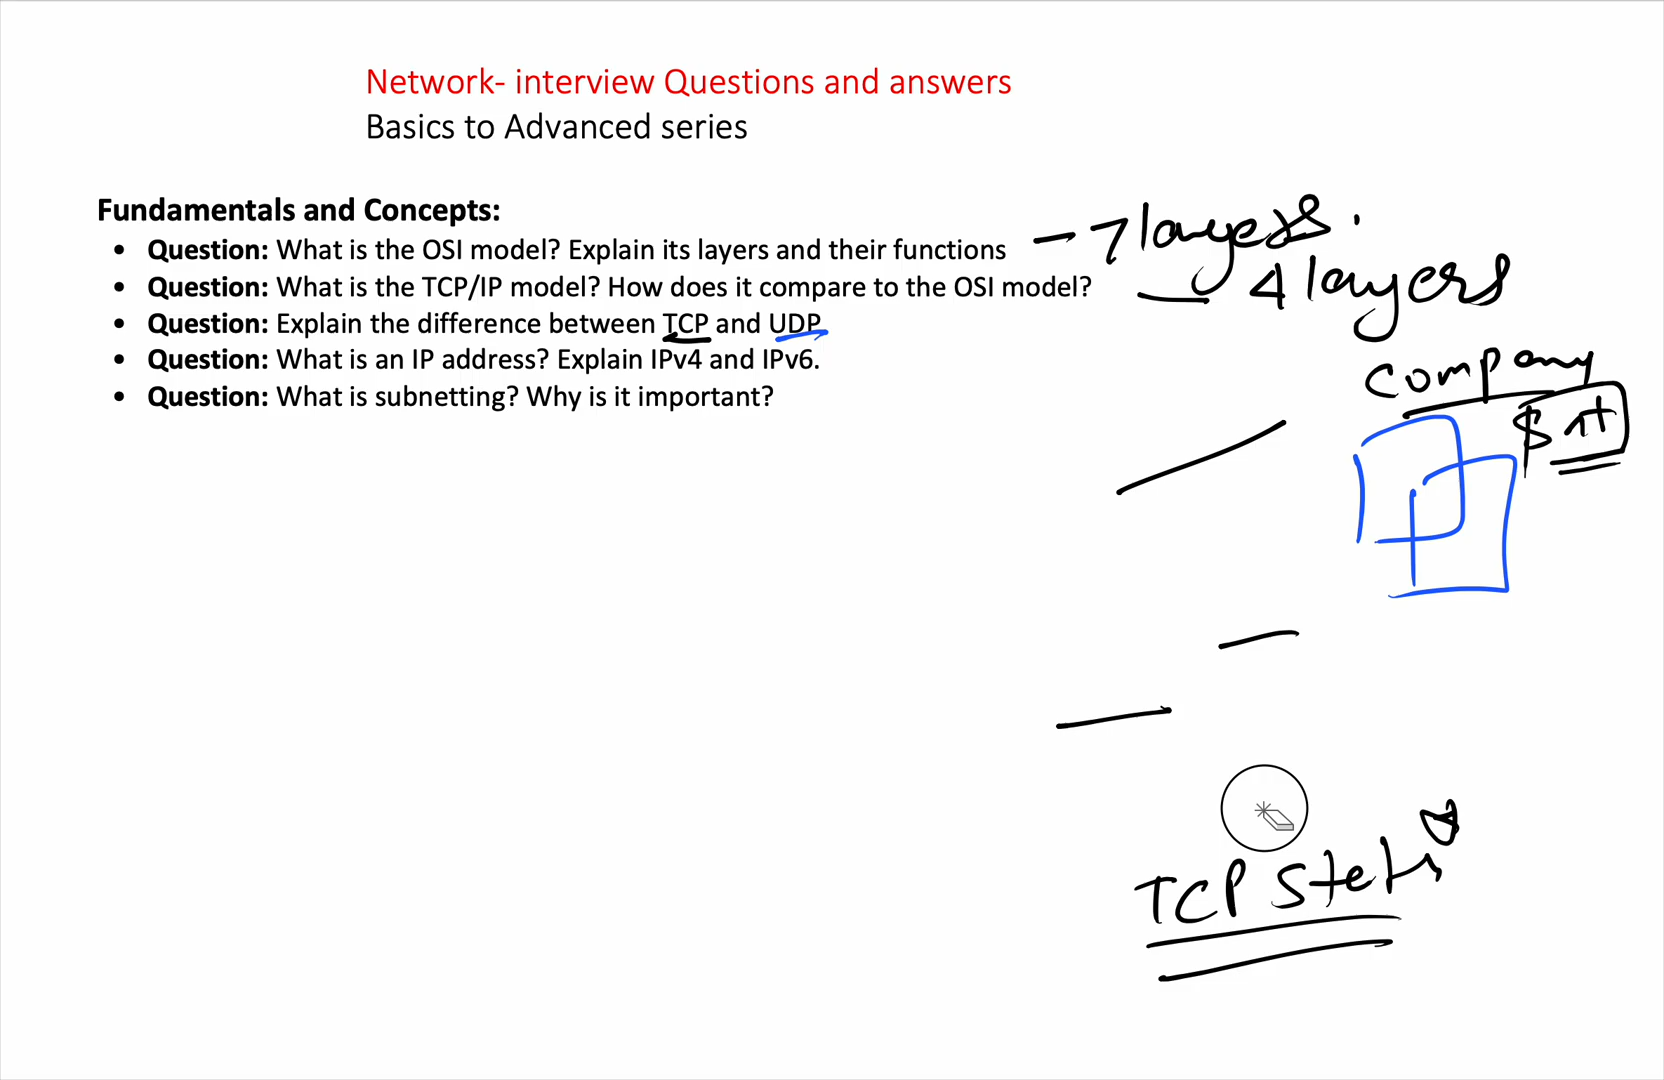 Network- interview Questions and answers
Basics to Advanced series
Fundamentals and Concepts:
• Question: What is the OSI model? Explain its layers and their functions
- 7 layers.
• Question: What is the TCP/IP model? How does it compare to the OSI model?
- 4 layers
• Question: Explain the difference between TCP and UDP
• Question: What is an IP address? Explain IPv4 and IPv6.
• Question: What is subnetting? Why is it important?
Company
$
TCP